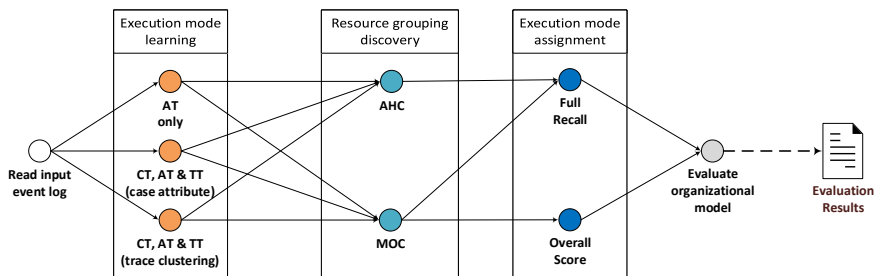 Execution mode
learning
Resource grouping
discovery
Execution mode
assignment
AT
only
AHC
Full
Recall
Read input
event log
CT, AT & TT
(case attribute)
Evaluate
organizational
model
Evaluation
Results
CT, AT & TT
(trace clustering)
MOC
Overall
Score